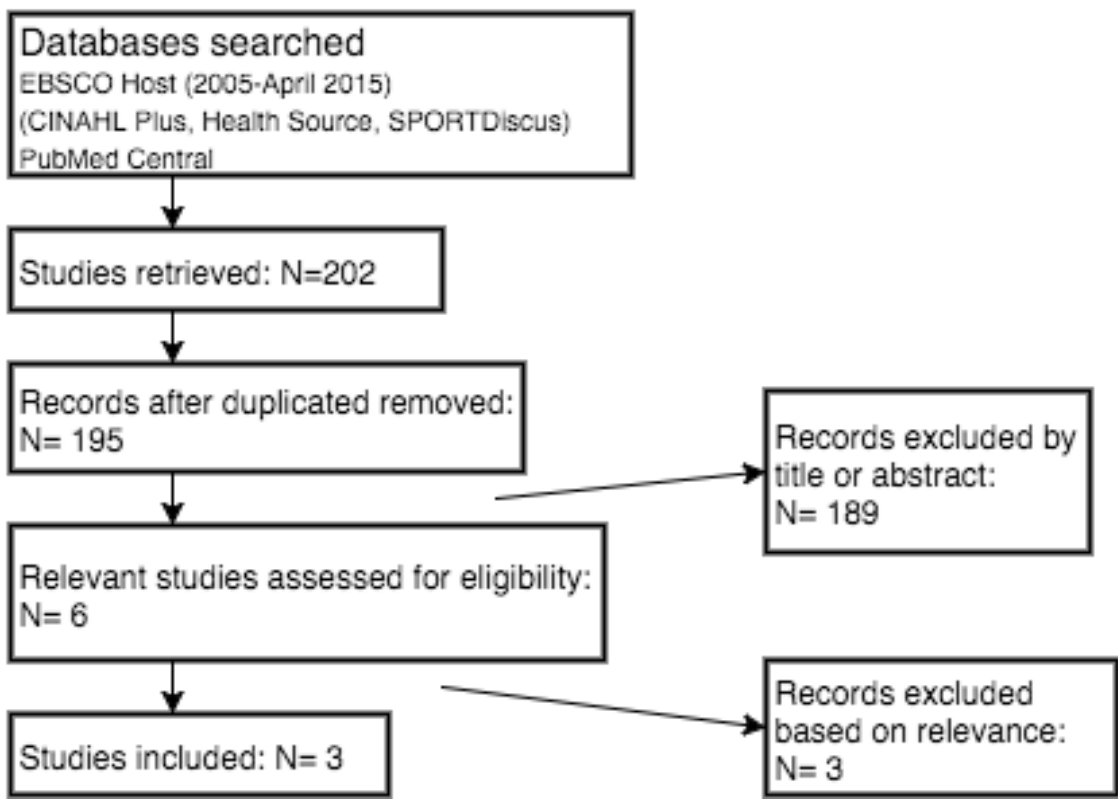 Databases searched
EBSCO Host (2005-April 2015)
(CINAHL Plus, Health Source, SPORTDiscus)
PubMed Central
Studies retrieved: N=202
Records after duplicated removed:
N= 195
Records excluded by
title or abstract:
N= 189
Relevant studies assessed for eligibility:
N= 6
Records excluded
based on relevance:
N= 3
Studies included: N= 3